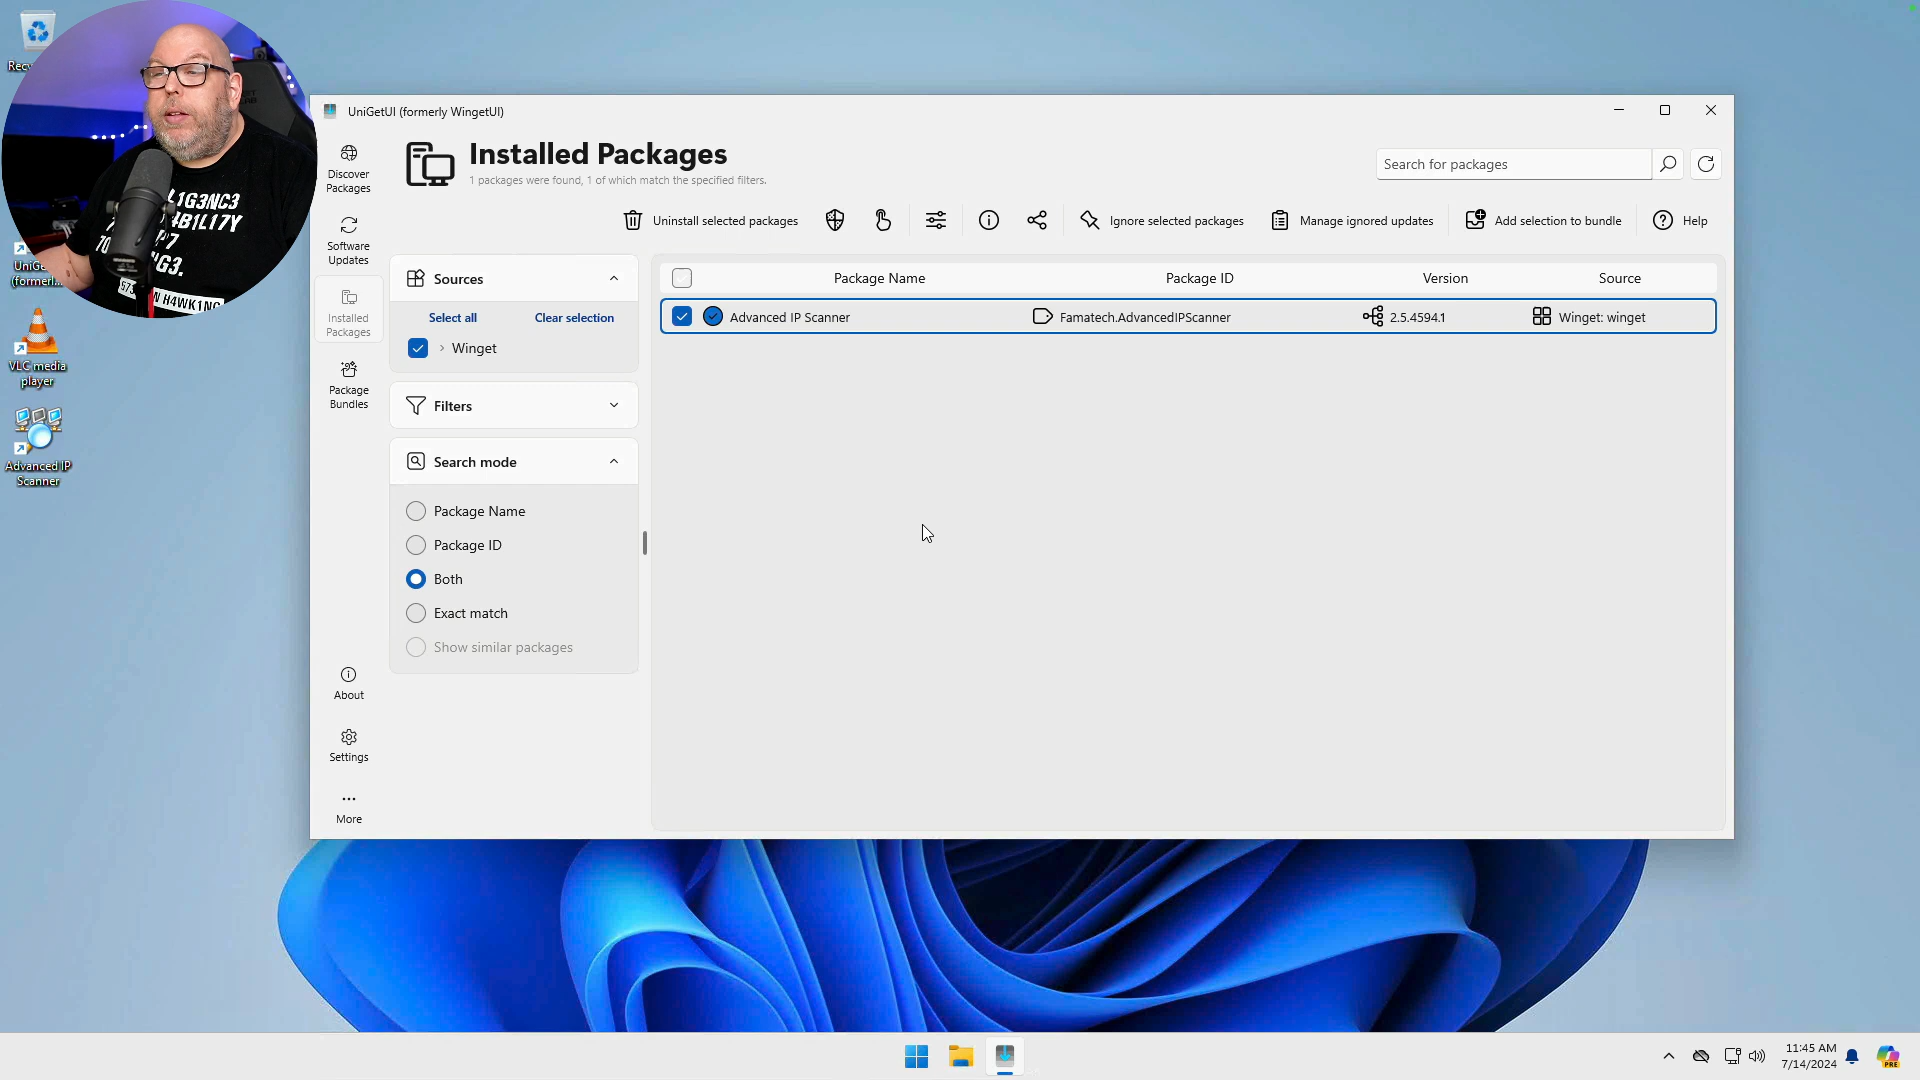 UniGetUI (formerly WingetUI)
Installed Packages
1 packages were found, 1 of which match the specified filters.
Search for packages
Discover
Packages
Software
Updates
Installed
Packages
Package
Bundles
About
Settings
More
Uninstall selected packages
Ignore selected packages
Manage ignored updates
Add selection to bundle
Help
Sources
Select all
Clear selection
Winget
Filters
Search mode
Package Name
Package ID
Both
Exact match
Show similar packages
Package Name
Package ID
Version
Source
Advanced IP Scanner
Famatech.AdvancedIPScanner
2.5.4594.1
Winget: winget
VLC media
player
Advanced IP
Scanner
(formerl...
11:45 AM
7/14/2024
PRE